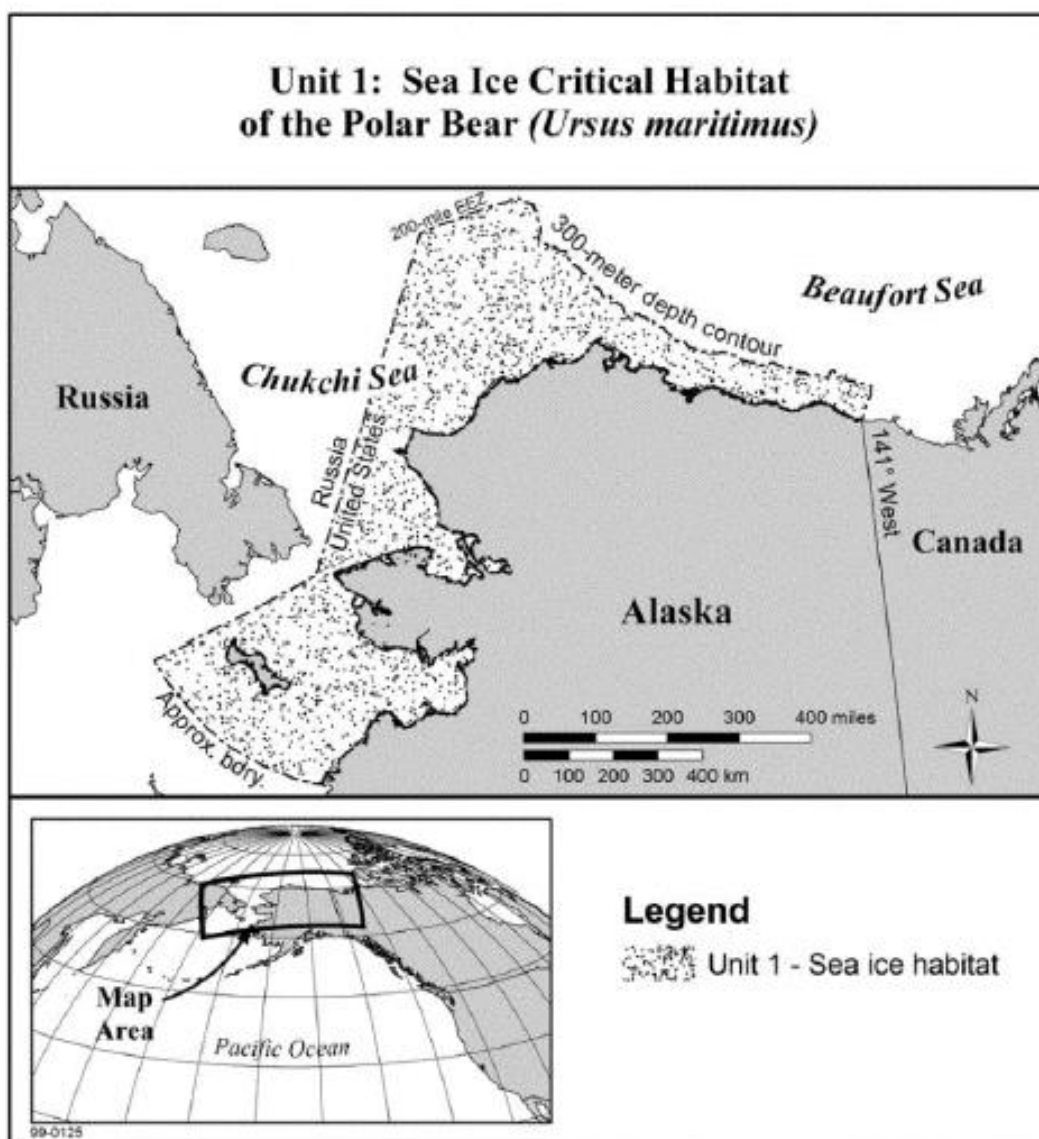 Unit 1: Sea Ice Critical Habitat
of the Polar Bear (Ursus maritimus)
200-mile EEZ
300-meter depth contour
Beaufort Sea
Chukchi Sea
Russia
Russia
United States
141° West
Canada
Alaska
Approx. bdry.
N
0 100 200 300 400 miles
0 100 200 300 400 km
Map
Area
Pacific Ocean
Legend
Unit 1 - Sea ice habitat
99-0125